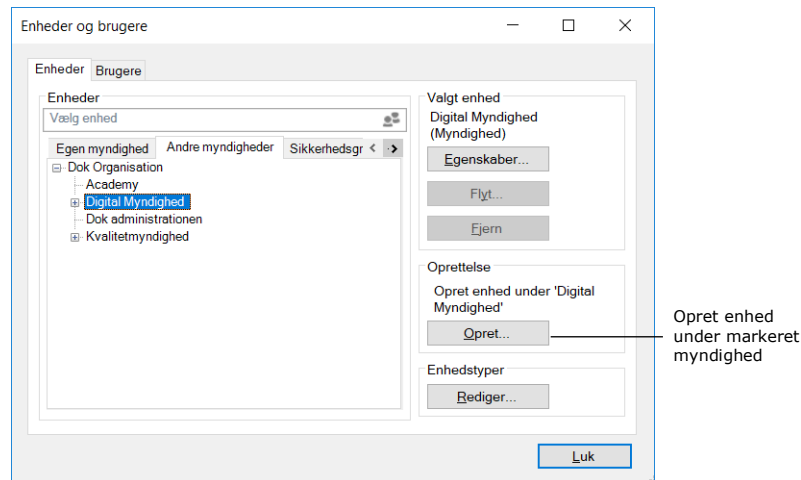 Enheder og brugere
Enheder Brugere
Enheder
Vælg enhed
Egen myndighed Andre myndigheder Sikkerhedsgr
Dok Organisation
Academy
Digital Myndighed
Dok administrationen
Kvalitetmyndighed
Valgt enhed
Digital Myndighed
(Myndighed)
Egenskaber...
Flyt...
Fjern
Oprettelse
Opret enhed under 'Digital
Myndighed'
Opret...
Enhedstyper
Rediger...
Luk
Opret enhed
under markeret
myndighed